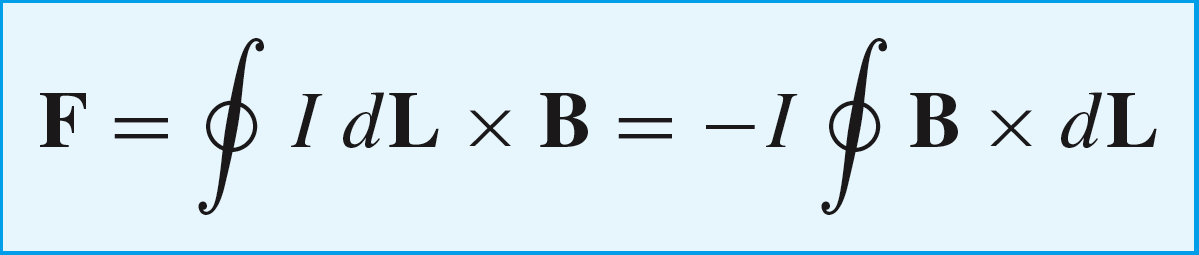 F = ∮ I dL × B = −I ∮ B × dL